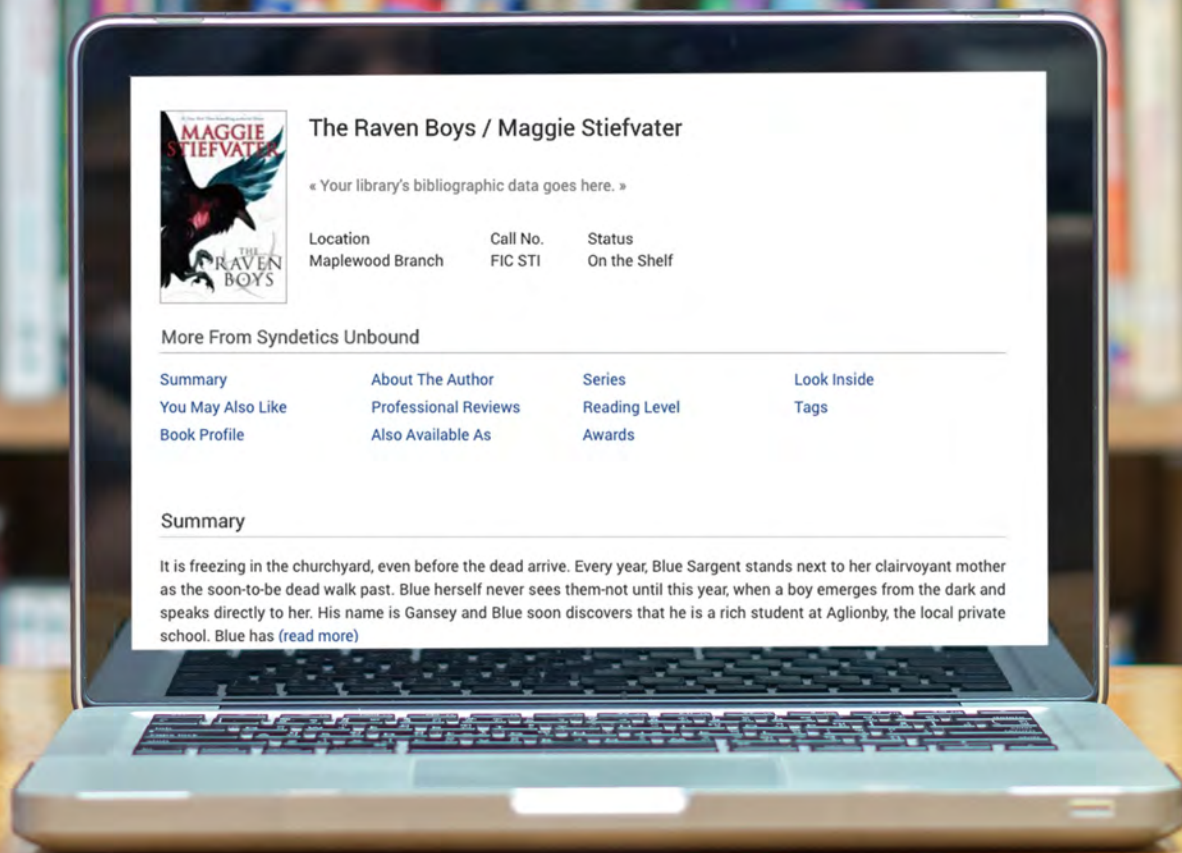 MAGGIE
STIEFVATER
THE
RAVEN
BOYS
The Raven Boys / Maggie Stiefvater
« Your library's bibliographic data goes here. »
Location Call No. Status
Maplewood Branch FIC STI On the Shelf
More From Syndetics Unbound
Summary About The Author Series Look Inside
You May Also Like Professional Reviews Reading Level Tags
Book Profile Also Available As Awards
Summary
It is freezing in the churchyard, even before the dead arrive. Every year, Blue Sargent stands next to her clairvoyant mother
as the soon-to-be dead walk past. Blue herself never sees them-not until this year, when a boy emerges from the dark and
speaks directly to her. His name is Gansey and Blue soon discovers that he is a rich student at Aglionby, the local private
school. Blue has (read more)